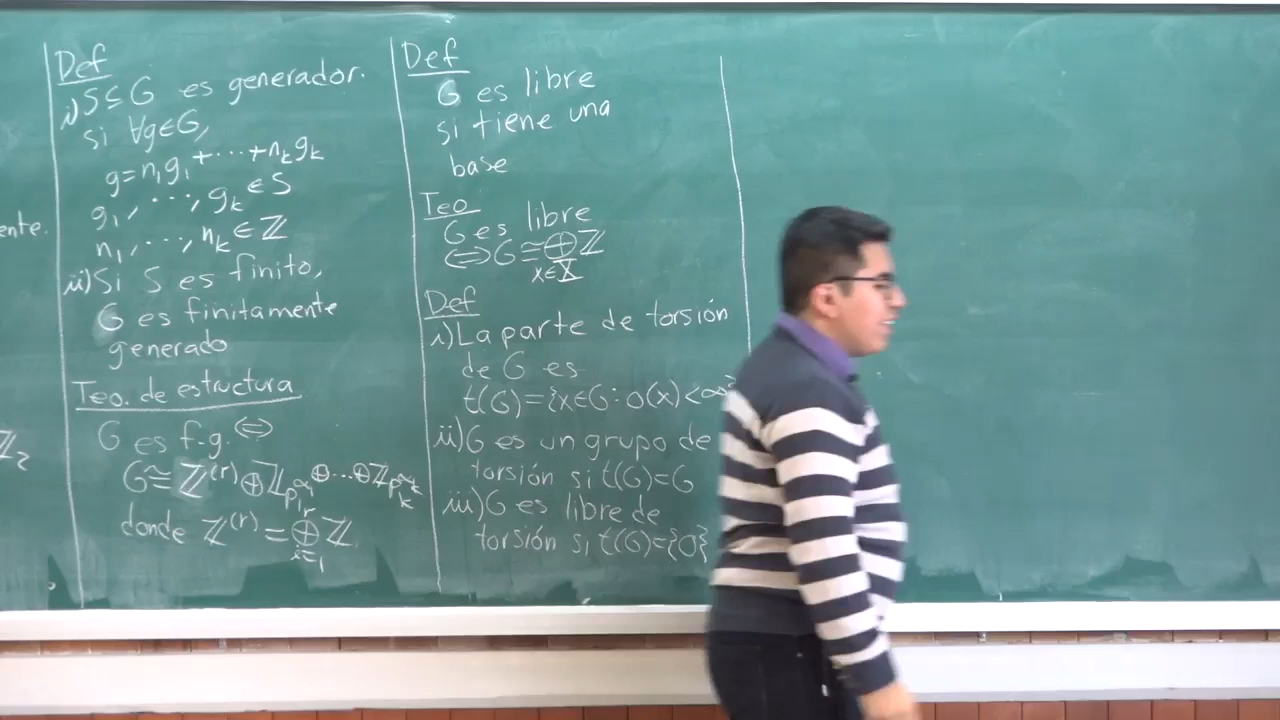 ente.
ℤ₂
Def
i) S⊆G es generador.
si ∀g∈G,
g=n₁g₁+⋯+nₖgₖ
g₁,⋯,gₖ∈S
n₁,⋯,nₖ∈ℤ
ii) Si S es finito,
G es finitamente
generado
Teo. de estructura
G es f.g. ⇔
G≅ℤ^(r)⊕ℤ_{p₁^{α₁}}⊕⋯⊕ℤ_{pₖ^{αₖ}}
donde ℤ^(r)=⊕_{i=1}^{r}ℤ
Def
G es libre
si tiene una
base
Teo
G es libre
⇔G≅⊕_{x∈X}ℤ
Def
i) La parte de torsión
de G es
t(G)={x∈G:o(x)<∞}
ii) G es un grupo de
torsión si t(G)=G
iii) G es libre de
torsión si t(G)={0}